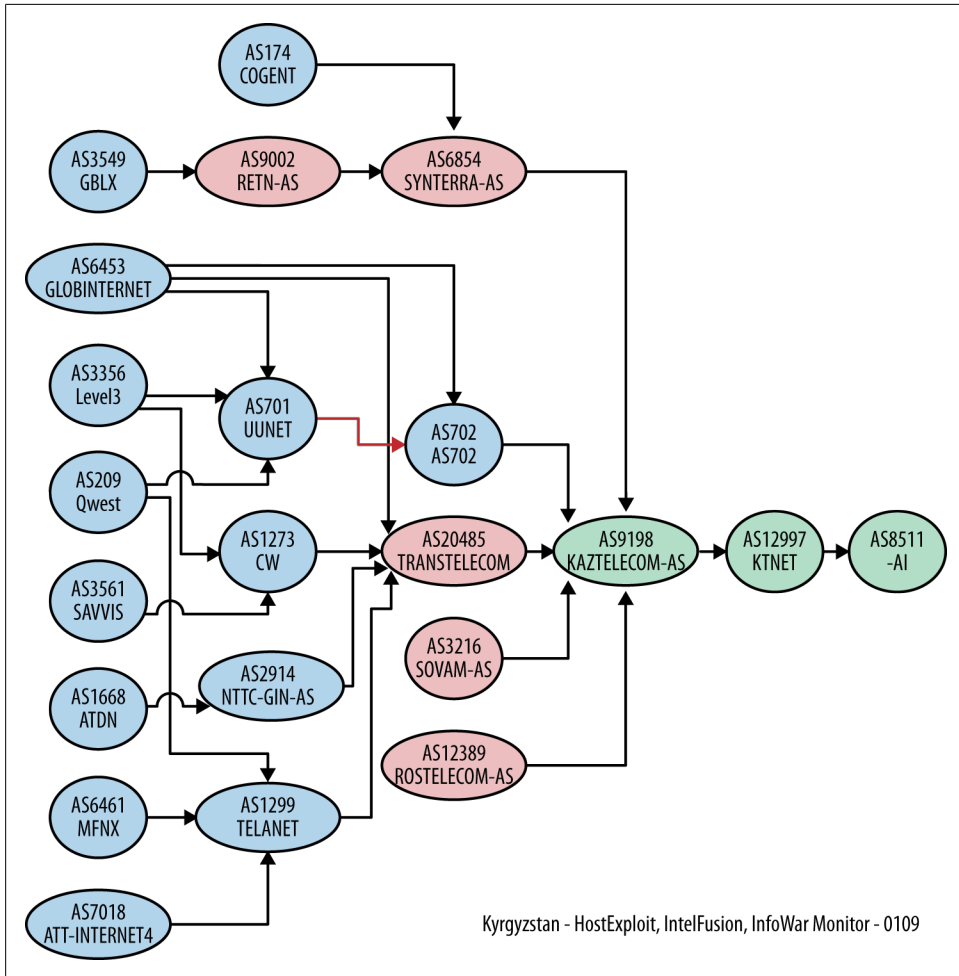 AS174
COGENT
AS3549
GBLX
AS9002
RETN-AS
AS6854
SYNTERRA-AS
AS6453
GLOBINTERNET
AS3356
Level3
AS701
UUNET
AS702
AS702
AS209
Qwest
AS1273
CW
AS20485
TRANSTELECOM
AS9198
KAZTELECOM-AS
AS12997
KTNET
AS8511
-AI
AS3561
SAVVIS
AS3216
SOVAM-AS
AS2914
NTTC-GIN-AS
AS1668
ATDN
AS12389
ROSTELECOM-AS
AS6461
MFNX
AS1299
TELANET
AS7018
ATT-INTERNET4
Kyrgyzstan - HostExploit, IntelFusion, InfoWar Monitor - 0109